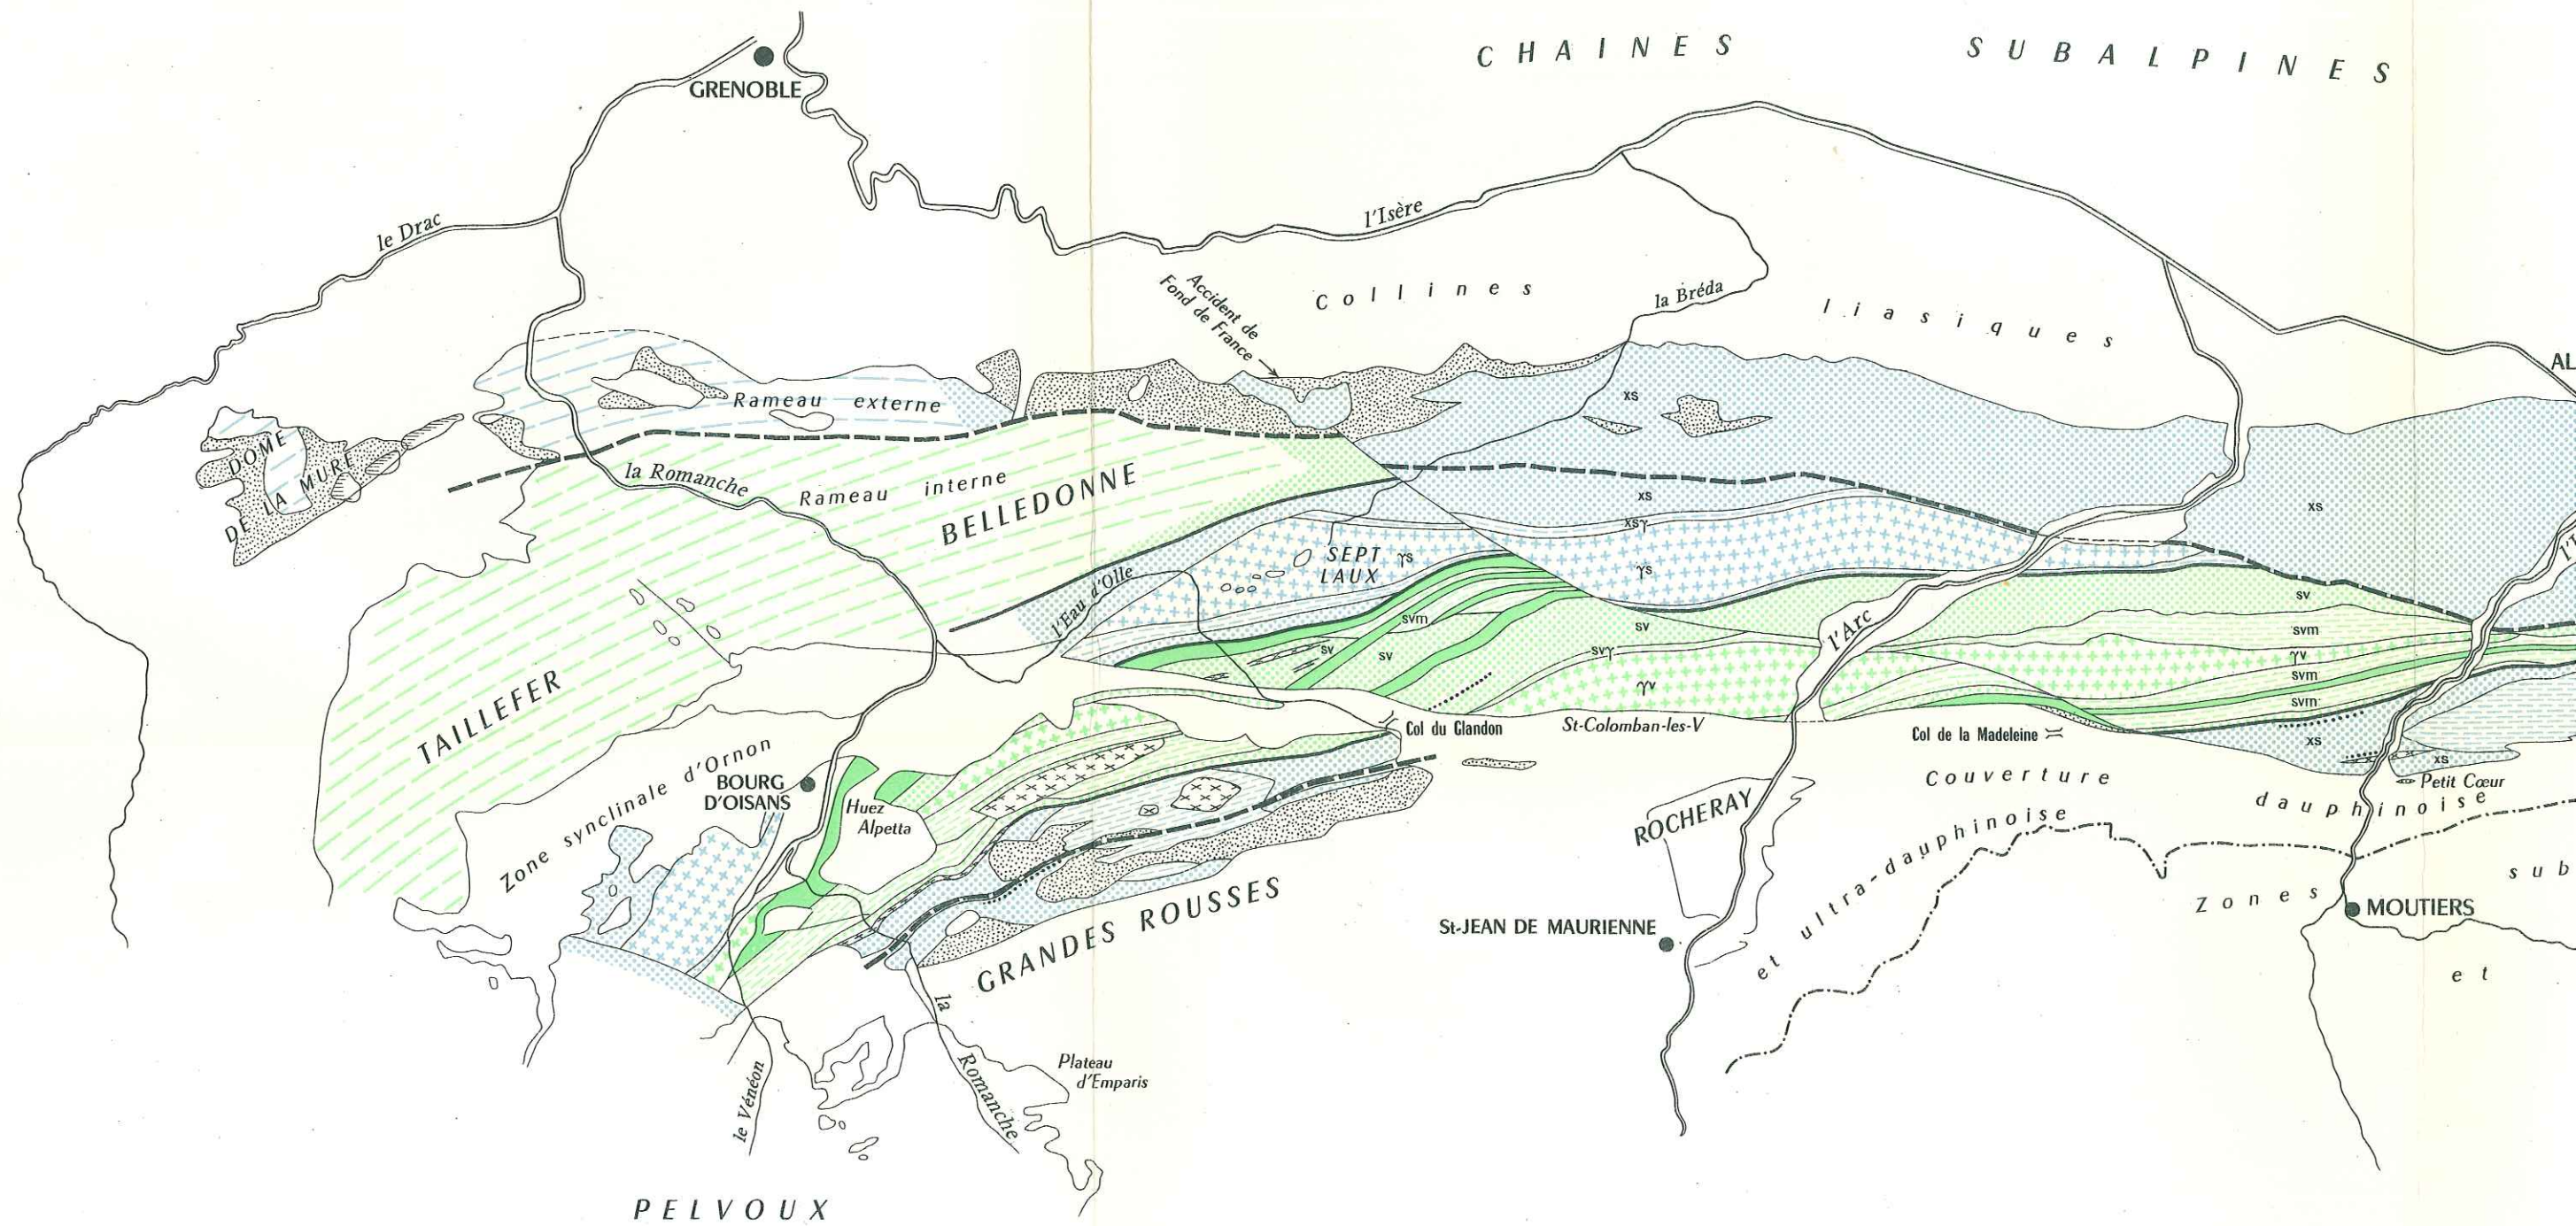 CHAINES SUBALPINES
GRENOBLE
le Drac
l'Isère
Accident de
Fond de France
Collines liasiques
la Bréda
AL
Rameau externe
xs
DOME
DE LA MURE
la Romanche
Rameau interne
BELLEDONNE
xs
xs
xsγ
SEPT
LAUX
γs
γs
l'Eau d'Olle
svm
sv
sv
sv
svγ
γv
l'Arc
sv
svm
γv
svm
svm
xs
xs
TAILLEFER
Col du Glandon
St-Colomban-les-V
Col de la Madeleine
Petit Cœur
Zone synclinale d'Ornon
BOURG
D'OISANS
Huez
Alpetta
Couverture dauphinoise
et ultra-dauphinoise
ROCHERAY
GRANDES ROUSSES
St-JEAN DE MAURIENNE
Zones
sub
MOUTIERS
et
la Romanche
Plateau
d'Emparis
le Vénéon
PELVOUX